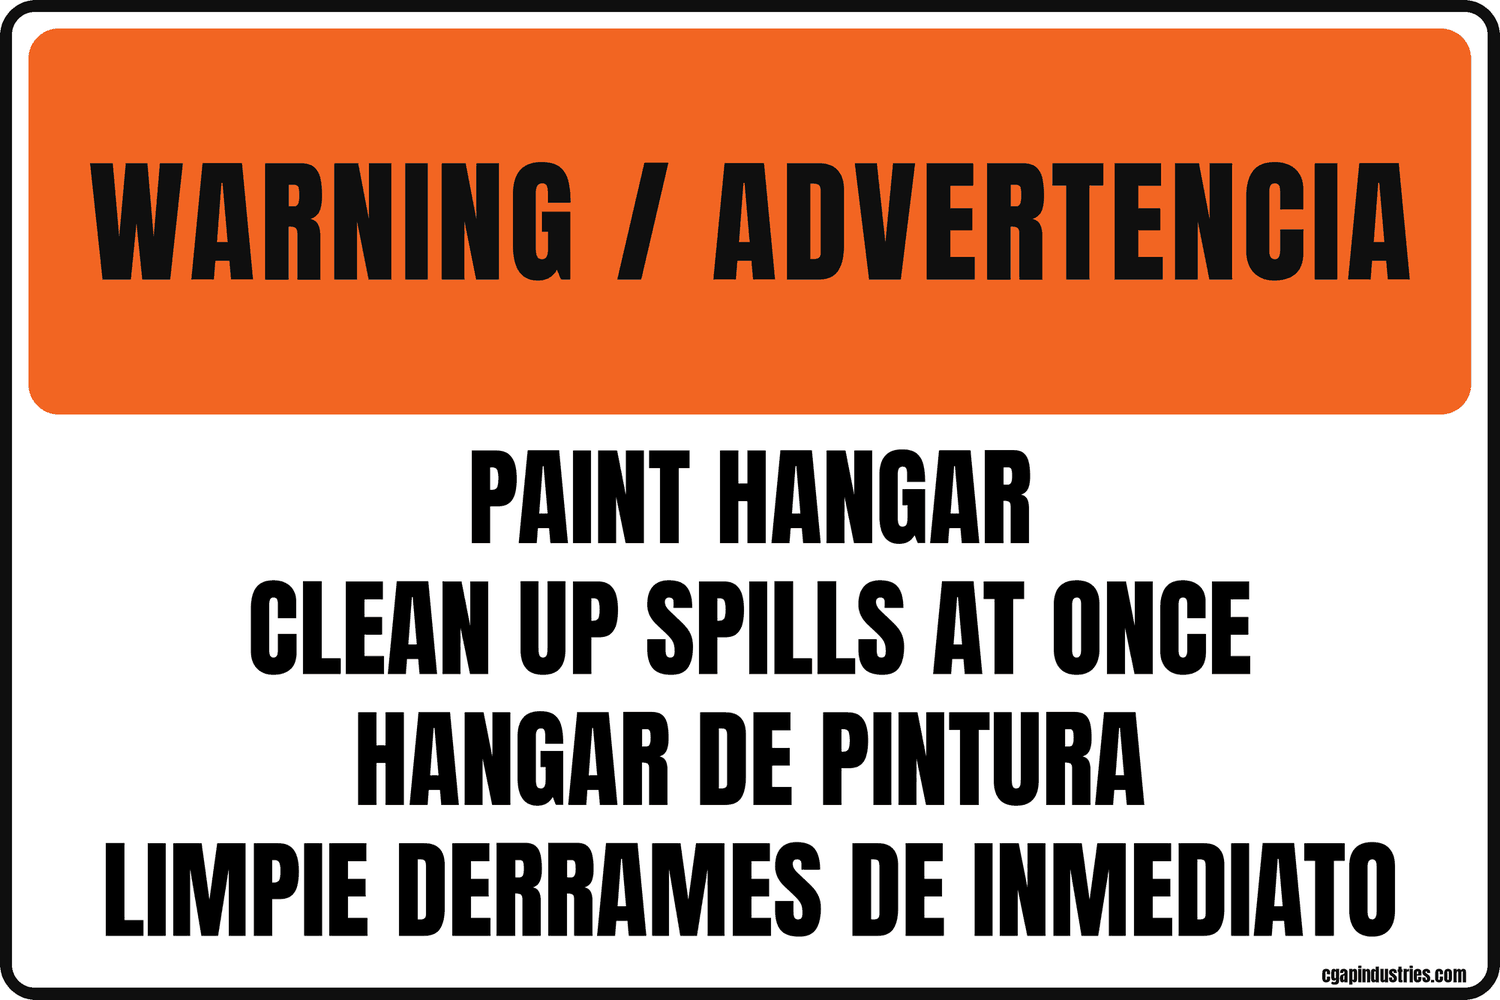 WARNING / ADVERTENCIA
PAINT HANGAR
CLEAN UP SPILLS AT ONCE
HANGAR DE PINTURA
LIMPIE DERRAMES DE INMEDIATO
cgapindustries.com